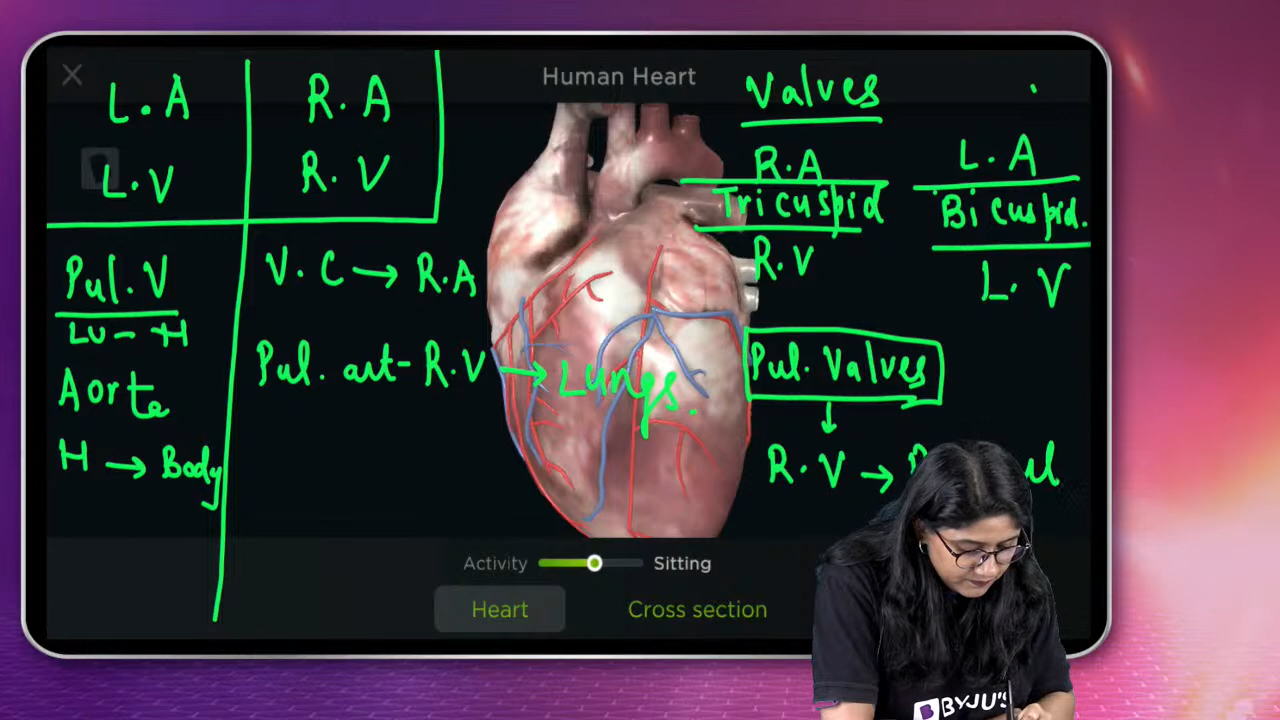 Human Heart
L.A
R.A
L.V
R.V
Pul. V
LU - H
Aorta
H → Body
V.C → R.A
Pul. art - R.V → Lungs.
Valves
R.A
Tricuspid
R.V
L.A
Bicuspid.
L.V
Pul. Valves
R.V →
Activity
Sitting
Heart
Cross section
BYJU'S